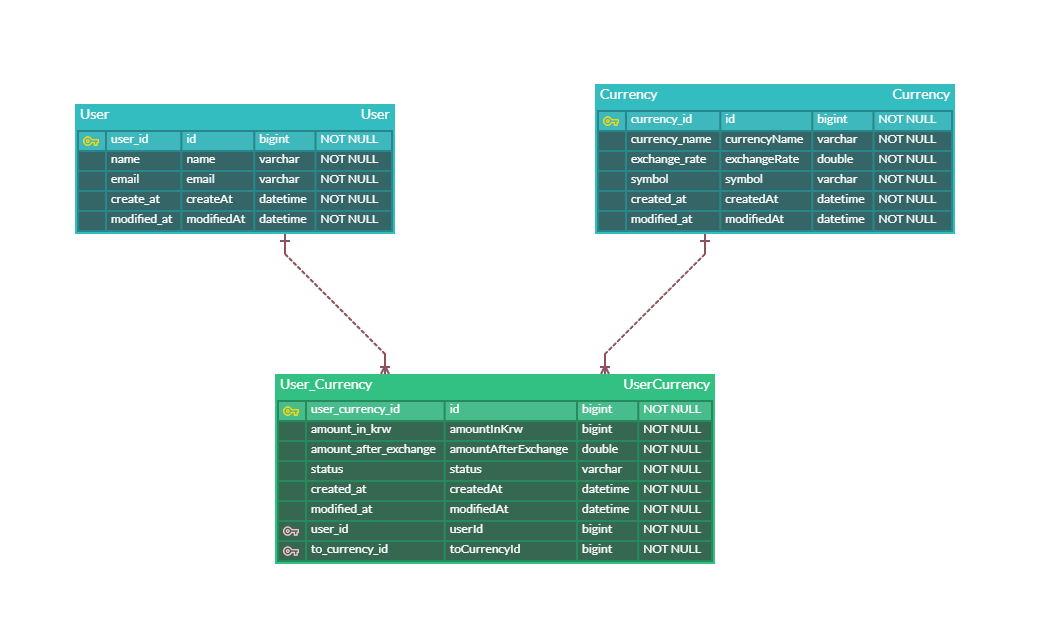 User User
user_id id bigint NOT NULL
name name varchar NOT NULL
email email varchar NOT NULL
create_at createAt datetime NOT NULL
modified_at modifiedAt datetime NOT NULL
Currency Currency
currency_id id bigint NOT NULL
currency_name currencyName varchar NOT NULL
exchange_rate exchangeRate double NOT NULL
symbol symbol varchar NOT NULL
created_at createdAt datetime NOT NULL
modified_at modifiedAt datetime NOT NULL
User_Currency UserCurrency
user_currency_id id bigint NOT NULL
amount_in_krw amountInKrw bigint NOT NULL
amount_after_exchange amountAfterExchange double NOT NULL
status status varchar NOT NULL
created_at createdAt datetime NOT NULL
modified_at modifiedAt datetime NOT NULL
user_id userId bigint NOT NULL
to_currency_id toCurrencyId bigint NOT NULL